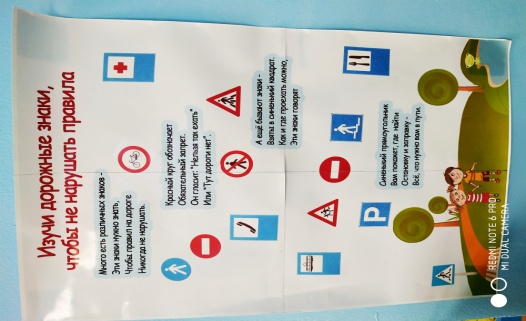 Изучи дорожные знаки,
чтобы не нарушать правила
Много есть различных знаков -
Эти знаки нужно знать,
Чтобы правил на дороге
Никогда не нарушать.
Красный круг обозначает
Обязательный запрет.
Он гласит: "Нельзя так ехать"
Или "Тут дороги нет".
А ещё бывают знаки -
Взяты в синенький квадрат.
Как и где проехать можно,
Эти знаки говорят
Синенький прямоугольник
Вам поможет, где найти
Остановку и заправку -
Всё, что нужно вам в пути.
P
REDMI NOTE 6 PRO
MI DUAL CAMERA